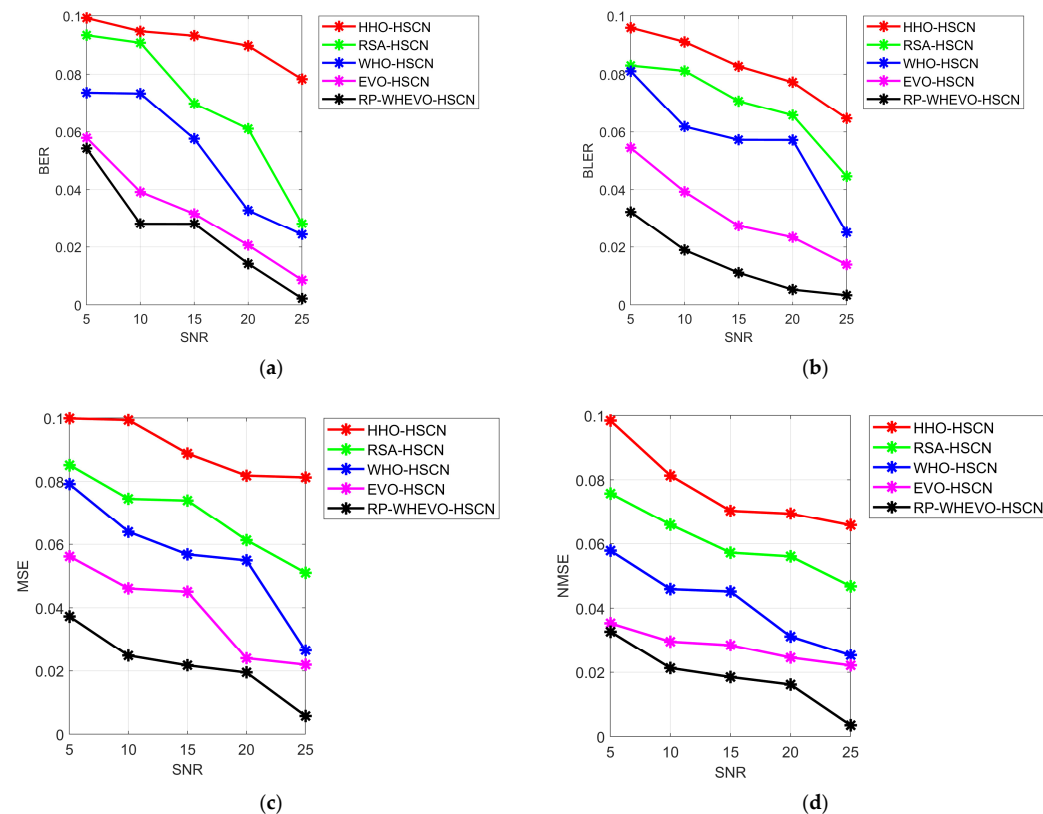 0.1
0.08
0.06
0.04
0.02
0
BER
5 10 15 20 25
SNR
HHO-HSCN
RSA-HSCN
WHO-HSCN
EVO-HSCN
RP-WHEVO-HSCN
(a)
0.1
0.08
0.06
0.04
0.02
0
BLER
5 10 15 20 25
SNR
HHO-HSCN
RSA-HSCN
WHO-HSCN
EVO-HSCN
RP-WHEVO-HSCN
(b)
0.1
0.08
0.06
0.04
0.02
0
MSE
5 10 15 20 25
SNR
HHO-HSCN
RSA-HSCN
WHO-HSCN
EVO-HSCN
RP-WHEVO-HSCN
(c)
0.1
0.08
0.06
0.04
0.02
0
NMSE
5 10 15 20 25
SNR
HHO-HSCN
RSA-HSCN
WHO-HSCN
EVO-HSCN
RP-WHEVO-HSCN
(d)